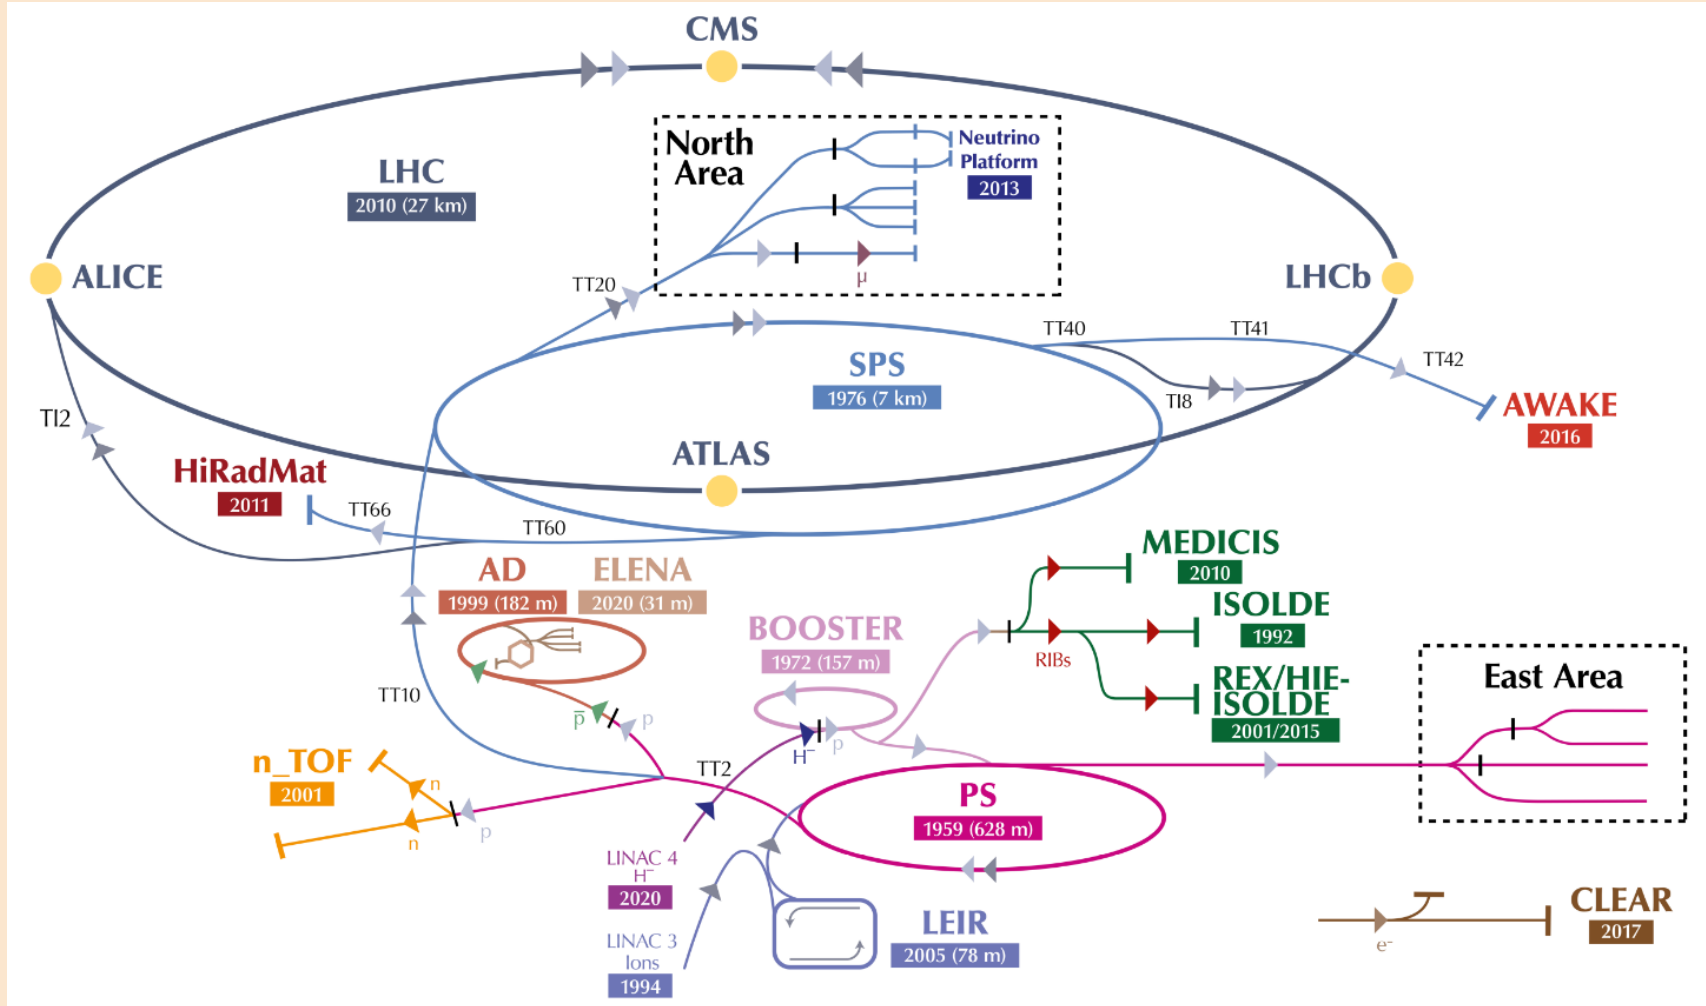 CMS
North
Area
Neutrino
Platform
2013
LHC
2010 (27 km)
µ
ALICE
LHCb
TT20
TT40
TT41
TT42
SPS
1976 (7 km)
TI8
AWAKE
2016
TI2
ATLAS
HiRadMat
2011
TT66
TT60
AD
1999 (182 m)
ELENA
2020 (31 m)
MEDICIS
2010
ISOLDE
1992
RIBs
REX/HIE-
ISOLDE
2001/2015
BOOSTER
1972 (157 m)
East Area
TT10
p̄
p
H⁻
p
TT2
n_TOF
2001
n
n
p
PS
1959 (628 m)
LINAC 4
H⁻
2020
LINAC 3
Ions
1994
LEIR
2005 (78 m)
CLEAR
2017
e⁻